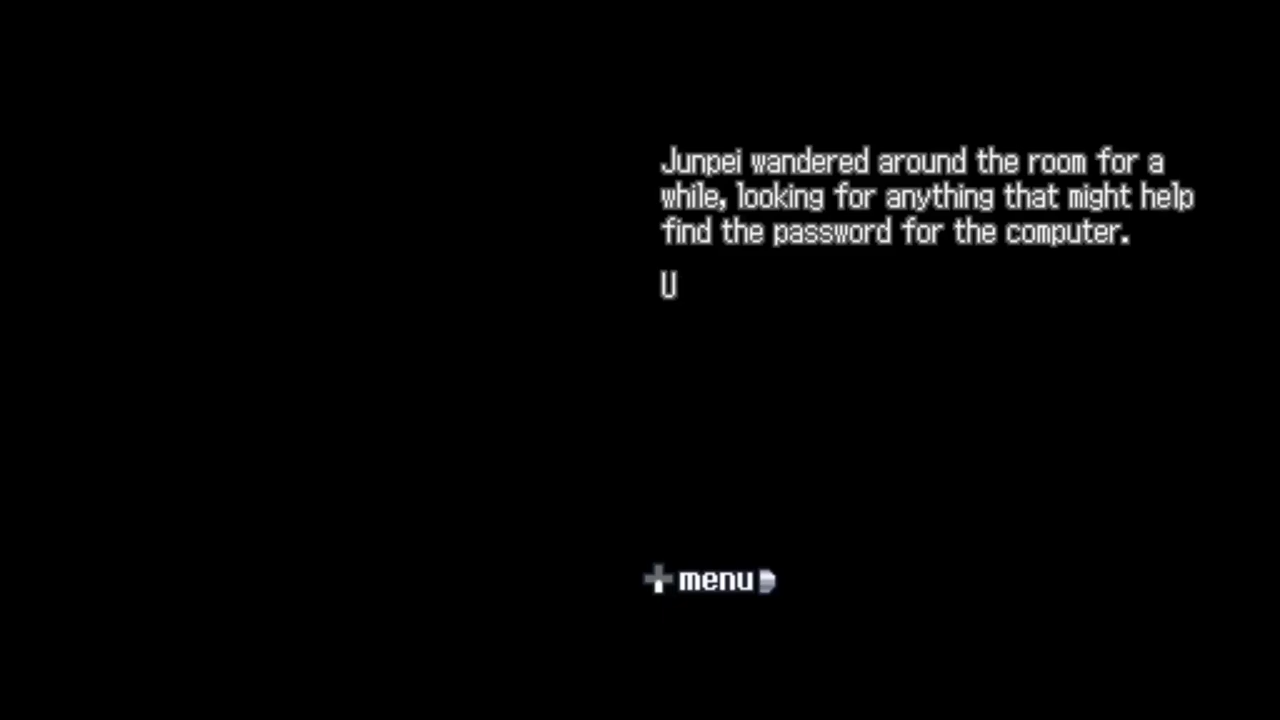 Junpei wandered around the room for a
while, looking for anything that might help
find the password for the computer.
U
menu